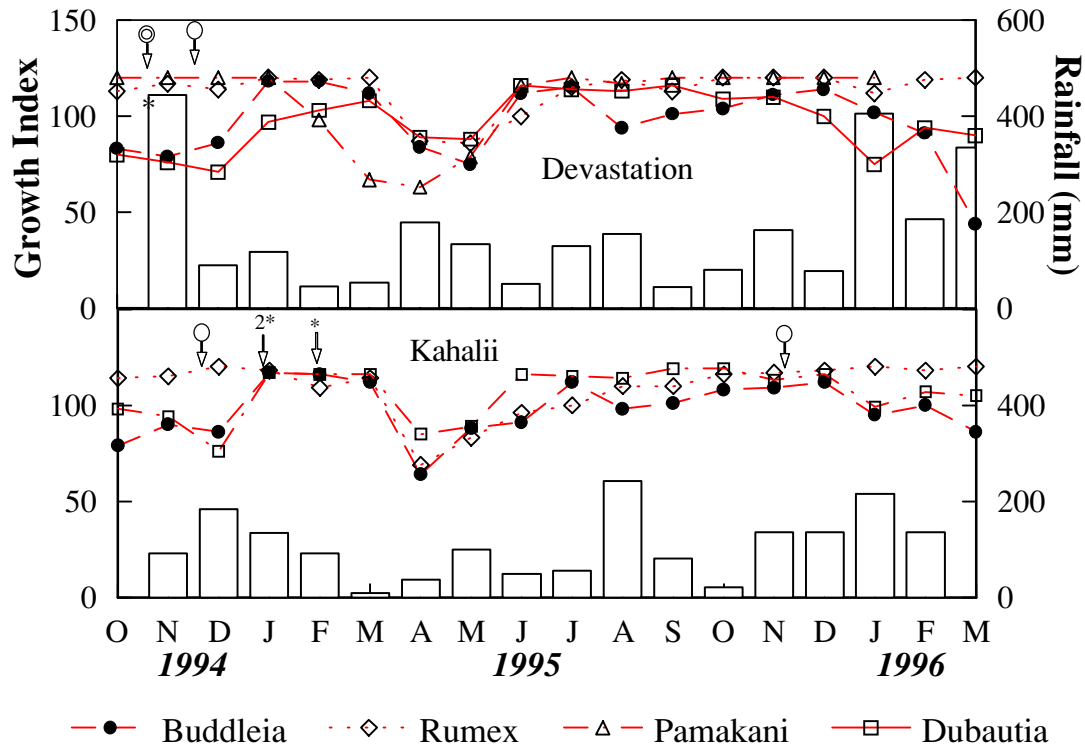 Growth Index
Rainfall (mm)
150
100
50
0
600
400
200
0
*
Devastation
2*
*
Kahalii
100
50
0
400
200
0
O N D J F M A M J J A S O N D J F M
1994 1995 1996
Buddleia Rumex Pamakani Dubautia